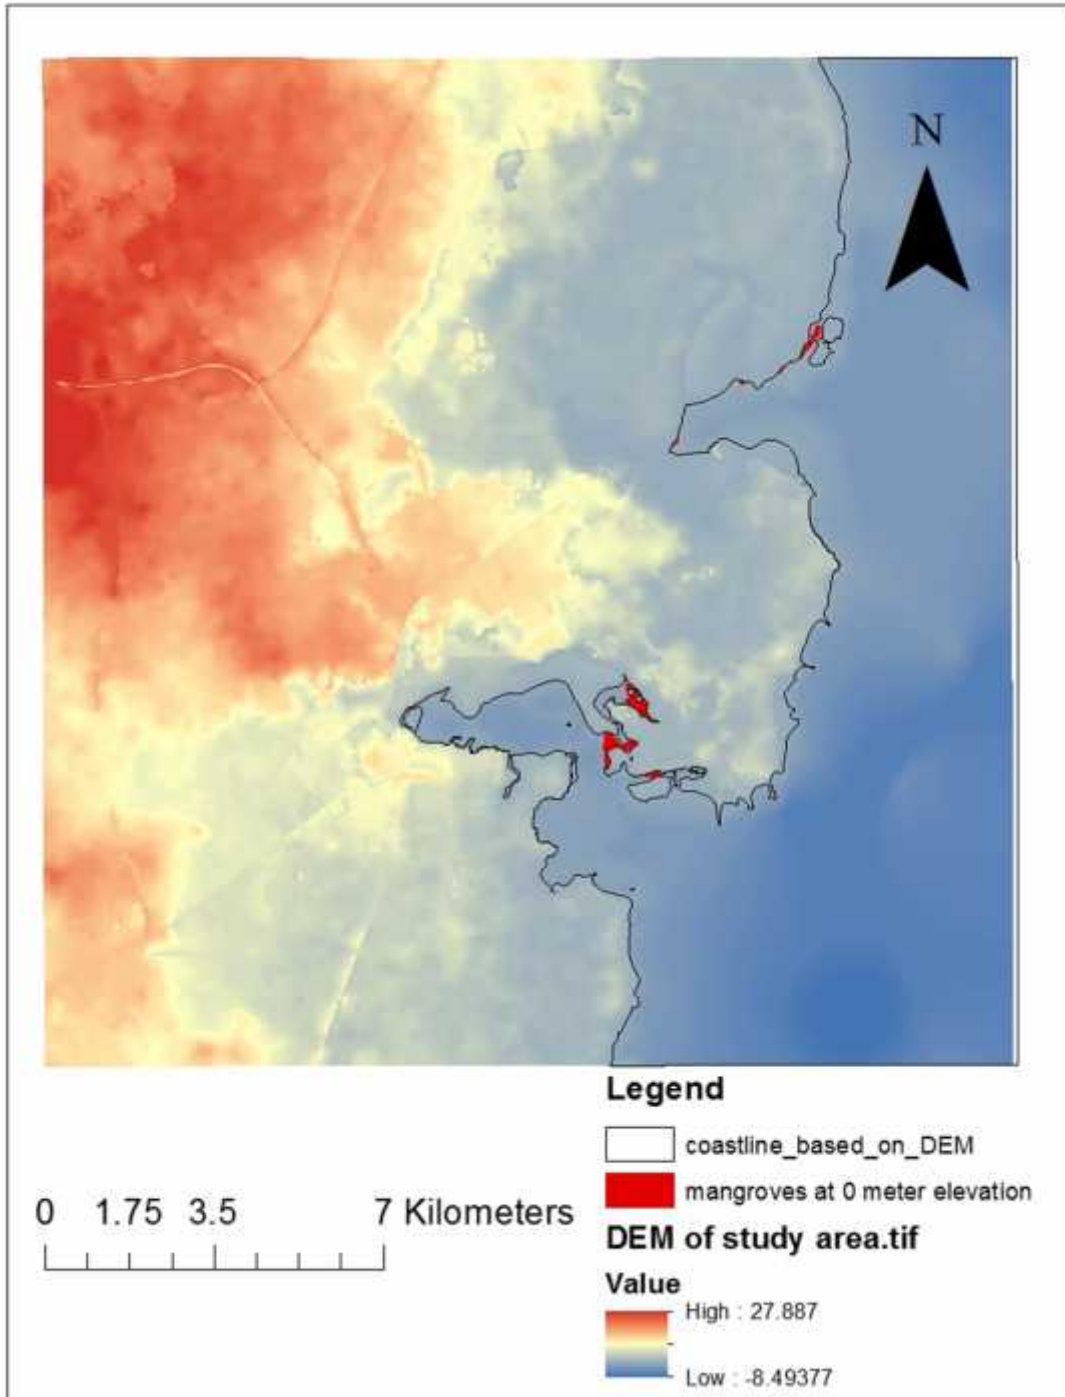 N
Legend
coastline_based_on_DEM
mangroves at 0 meter elevation
0 1.75 3.5 7 Kilometers
DEM of study area.tif
Value
High : 27.887
Low : -8.49377